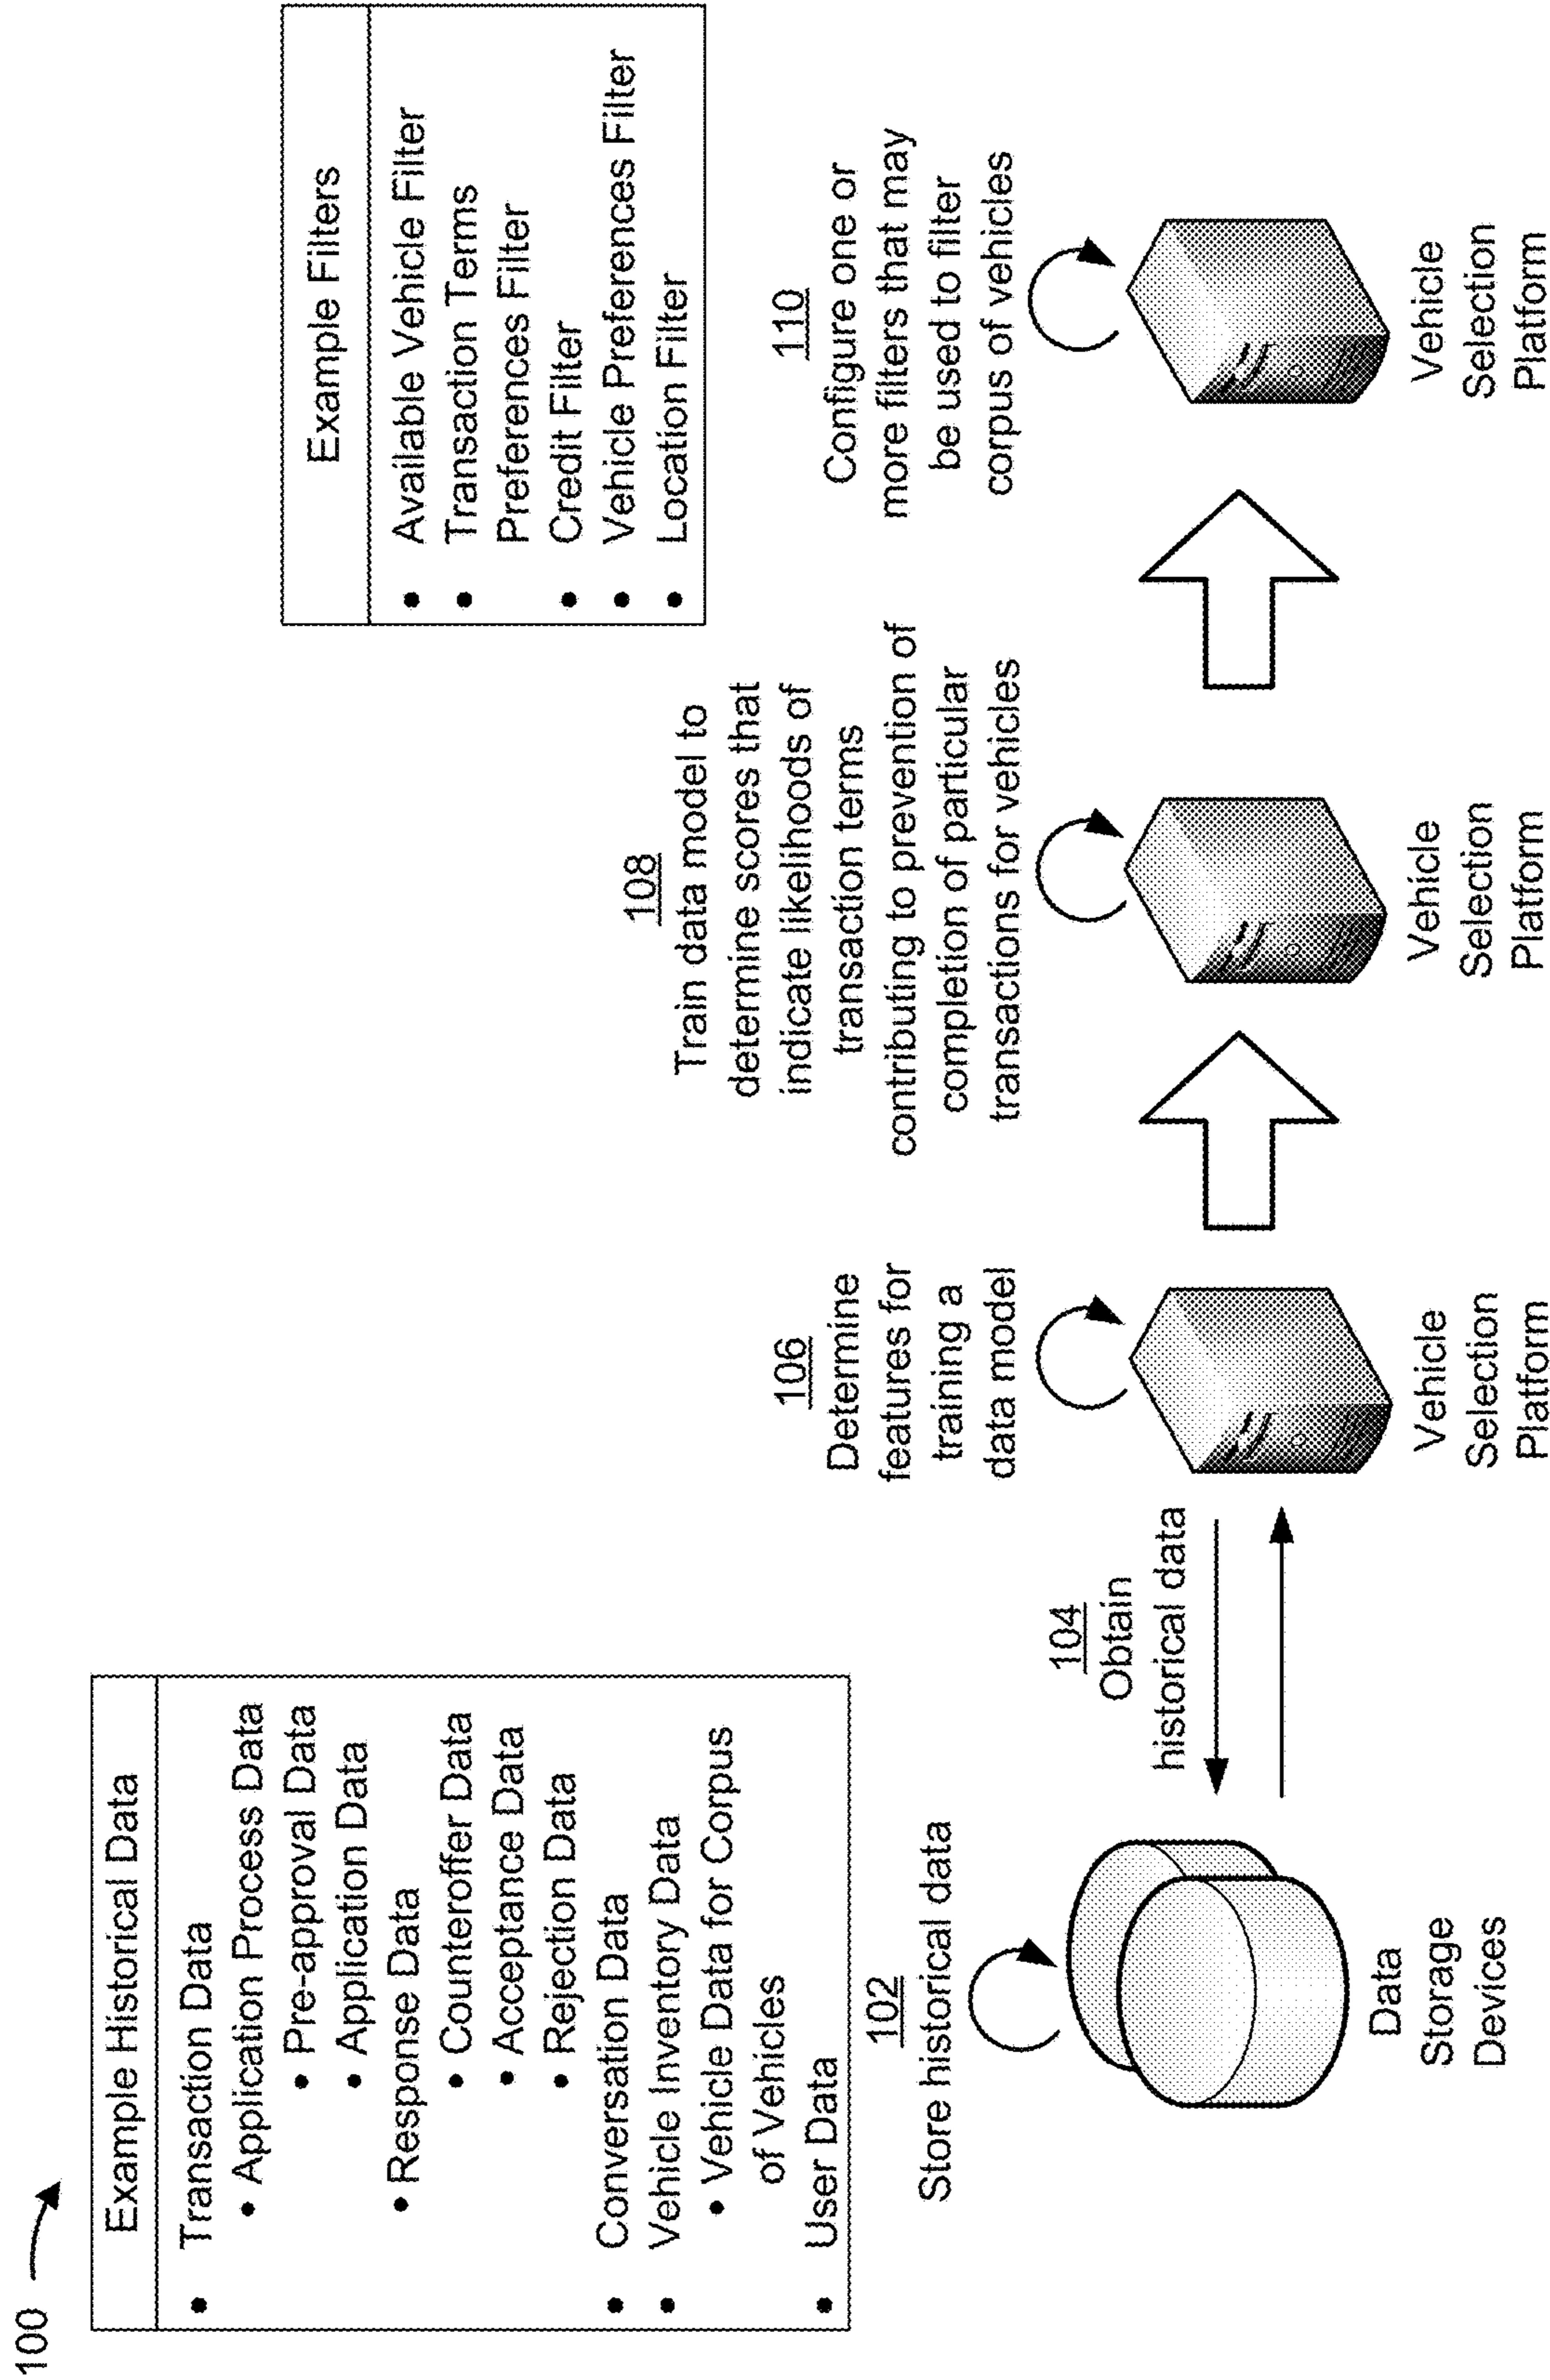 100
Example Historical Data
• Transaction Data
• Application Process Data
• Pre-approval Data
• Application Data
• Response Data
• Counteroffer Data
• Acceptance Data
• Rejection Data
• Conversation Data
• Vehicle Inventory Data
• Vehicle Data for Corpus
of Vehicles
• User Data
102
Store historical data
Data
Storage
Devices
104
Obtain
historical data
106
Determine
features for
training a
data model
Vehicle
Selection
Platform
108
Train data model to
determine scores that
indicate likelihoods of
transaction terms
contributing to prevention of
completion of particular
transactions for vehicles
Vehicle
Selection
Platform
Example Filters
• Available Vehicle Filter
• Transaction Terms
Preferences Filter
• Credit Filter
• Vehicle Preferences Filter
• Location Filter
110
Configure one or
more filters that may
be used to filter
corpus of vehicles
Vehicle
Selection
Platform